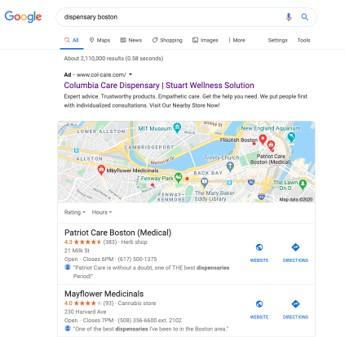 Google
dispensary boston
All Maps News Shopping Images More Settings Tools
About 2,110,000 results (0.58 seconds)
Ad · www.col-care.com/
Columbia Care Dispensary | Stuart Wellness Solution
Expert advice. Trustworthy products. Empathetic care. Get the help you need. We put people first
with individualized consultations. Visit Our Nearby Store Now!
LOWER ALLSTON
MIT Museum
New England Aquarium
CAMBRIDGEPORT
Flourish Boston
ALLSTON
Patriot Care Boston (Medical)
Mayflower Medicinals
BACK BAY
Fenway Park
FENWAY
The Mary Baker Eddy Library
The Lawn On D
Map data ©2020
Rating Hours
Patriot Care Boston (Medical)
4.3 (383) · Herb shop
21 Milk St
Open · Closes 6PM · (617) 500-1375
"Patriot Care is without a doubt, one of THE best dispensaries
Period!"
WEBSITE DIRECTIONS
Mayflower Medicinals
4.0 (93) · Cannabis store
230 Harvard Ave
Open · Closes 7PM · (508) 356-6600 ext. 2102
"One of the best dispensaries I've been to in the Boston area."
WEBSITE DIRECTIONS